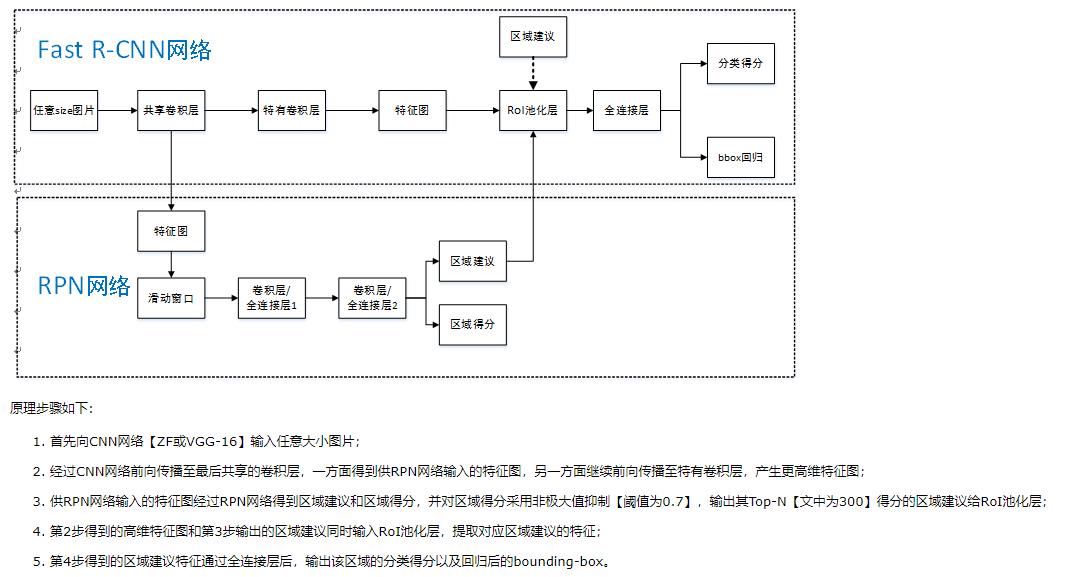 Fast R-CNN网络
区域建议
分类得分
任意size图片
共享卷积层
特有卷积层
特征图
RoI池化层
全连接层
bbox回归
特征图
RPN网络
滑动窗口
卷积层/
全连接层1
卷积层/
全连接层2
区域建议
区域得分
原理步骤如下：
1. 首先向CNN网络【ZF或VGG-16】输入任意大小图片；
2. 经过CNN网络前向传播至最后共享的卷积层，一方面得到供RPN网络输入的特征图，另一方面继续前向传播至特有卷积层，产生更高维特征图；
3. 供RPN网络输入的特征图经过RPN网络得到区域建议和区域得分，并对区域得分采用非极大值抑制【阈值为0.7】，输出其Top-N【文中为300】得分的区域建议给RoI池化层；
4. 第2步得到的高维特征图和第3步输出的区域建议同时输入RoI池化层，提取对应区域建议的特征；
5. 第4步得到的区域建议特征通过全连接层后，输出该区域的分类得分以及回归后的bounding-box。